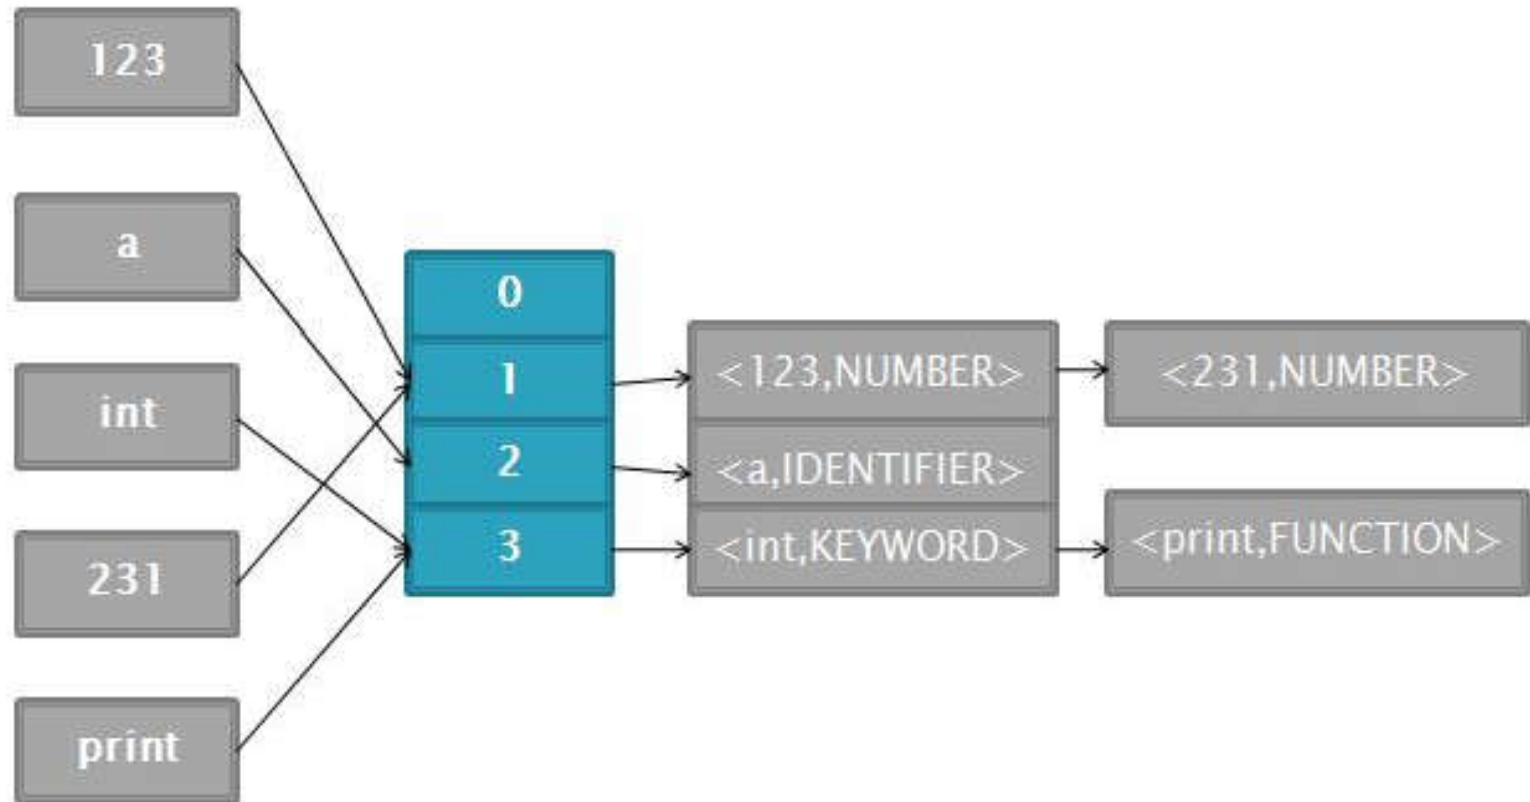 123
a
int
231
print
0
1
2
3
<123,NUMBER>
<a,IDENTIFIER>
<int,KEYWORD>
<231,NUMBER>
<print,FUNCTION>